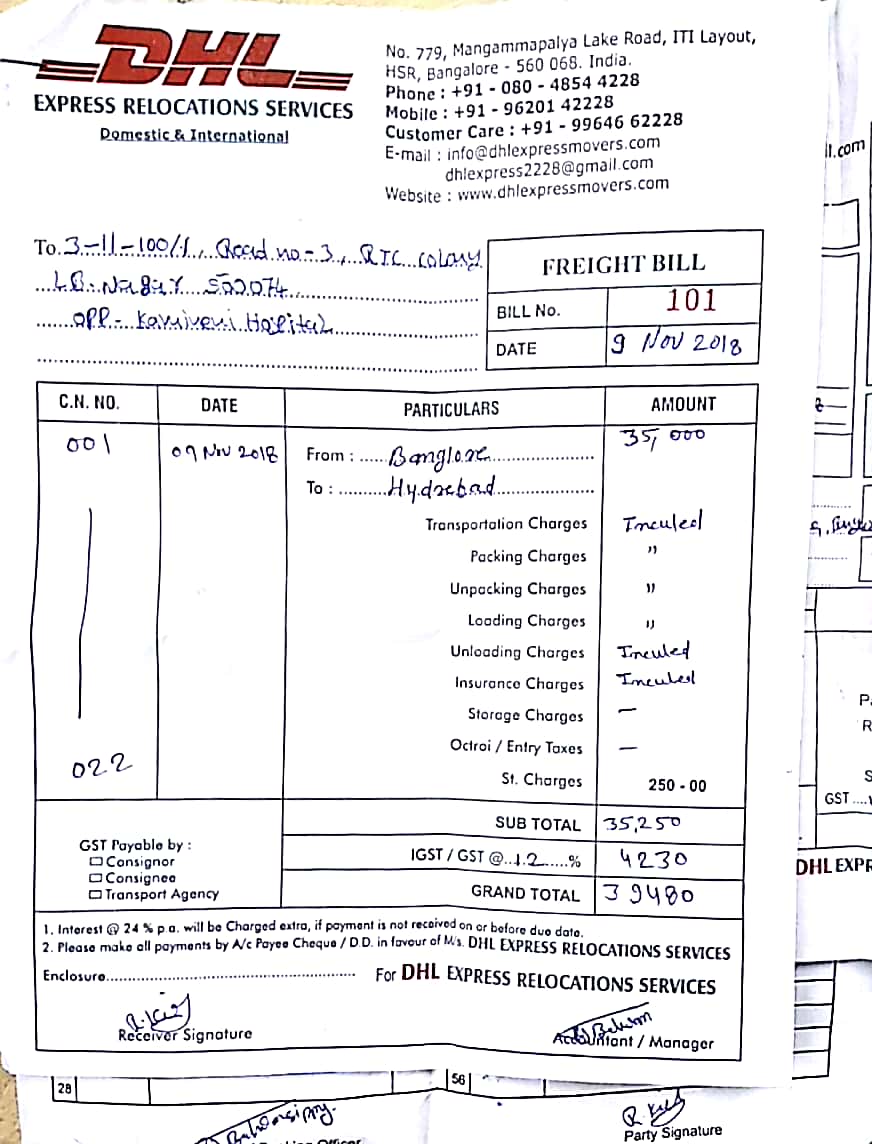 DHL
EXPRESS RELOCATIONS SERVICES
Domestic & International
No. 779, Mangammapalya Lake Road, ITI Layout,
HSR, Bangalore - 560 068. India.
Phone : +91 - 080 - 4854 4228
Mobile : +91 - 96201 42228
Customer Care : +91 - 99646 62228
E-mail : info@dhlexpressmovers.com
dhlexpress2228@gmail.com
Website : www.dhlexpressmovers.com
To. 3-11-100/1, Road no-3, RTC colony
LB. Nagar 522074
opp- Hospital
FREIGHT BILL
BILL No. 101
DATE 9 Nov 2018
C.N. NO. DATE PARTICULARS AMOUNT
001 09 Nov 2018 From : Banglore 35,000
To : Hydrebad
Transportation Charges Inculed
Packing Charges "
Unpacking Charges "
Loading Charges "
Unloading Charges Inculed
Insurance Charges Inculed
Storage Charges —
Octroi / Entry Taxes —
022 St. Charges 250 - 00
SUB TOTAL 35,250
GST Payable by :
Consignor
Consignee
Transport Agency
IGST / GST @ 12 % 4230
GRAND TOTAL 39480
1. Interest @ 24 % p.a. will be Charged extra, if payment is not received on or before due date.
2. Please make all payments by A/c Payee Cheque / D.D. in favour of M/s. DHL EXPRESS RELOCATIONS SERVICES
Enclosure
For DHL EXPRESS RELOCATIONS SERVICES
Receiver Signature
Accountant / Manager
28
56
Party Signature
Officer
il.com
GST
DHL EXPR